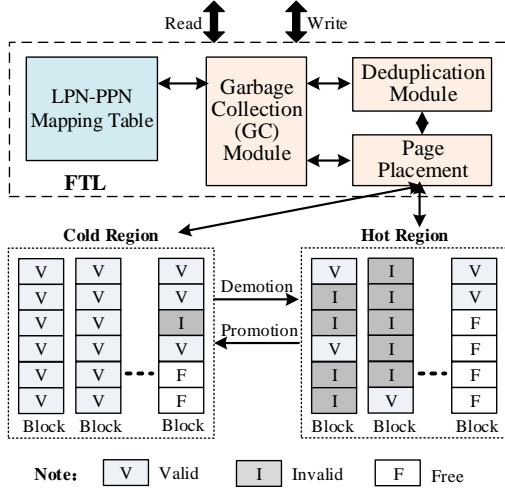 Read Write
LPN-PPN
Mapping Table
Garbage
Collection
(GC)
Module
Deduplication
Module
Page
Placement
FTL
Cold Region
Hot Region
V V V V I V
V V V Demotion I I V
V V I I I F
V V V Promotion V I F
V V F I I F
V V F I V F
Block Block Block Block Block Block
Note: V Valid I Invalid F Free